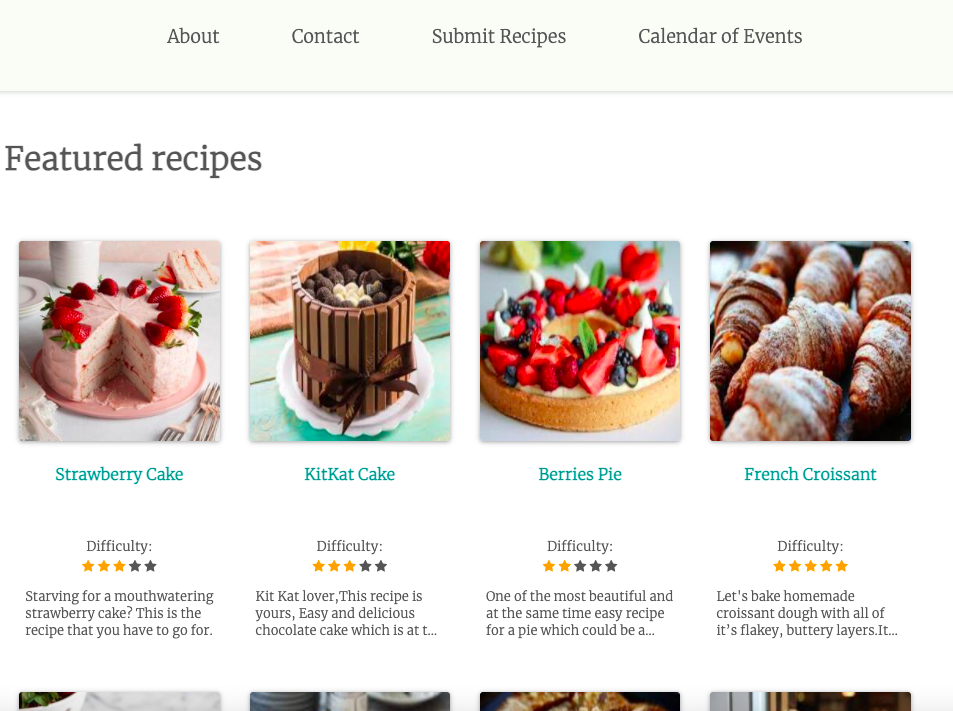 About Contact Submit Recipes Calendar of Events
Featured recipes
Strawberry Cake
Difficulty:
Starving for a mouthwatering
strawberry cake? This is the
recipe that you have to go for.
KitKat Cake
Difficulty:
Kit Kat lover,This recipe is
yours, Easy and delicious
chocolate cake which is at t...
Berries Pie
Difficulty:
One of the most beautiful and
at the same time easy recipe
for a pie which could be a...
French Croissant
Difficulty:
Let's bake homemade
croissant dough with all of
it’s flakey, buttery layers.It...